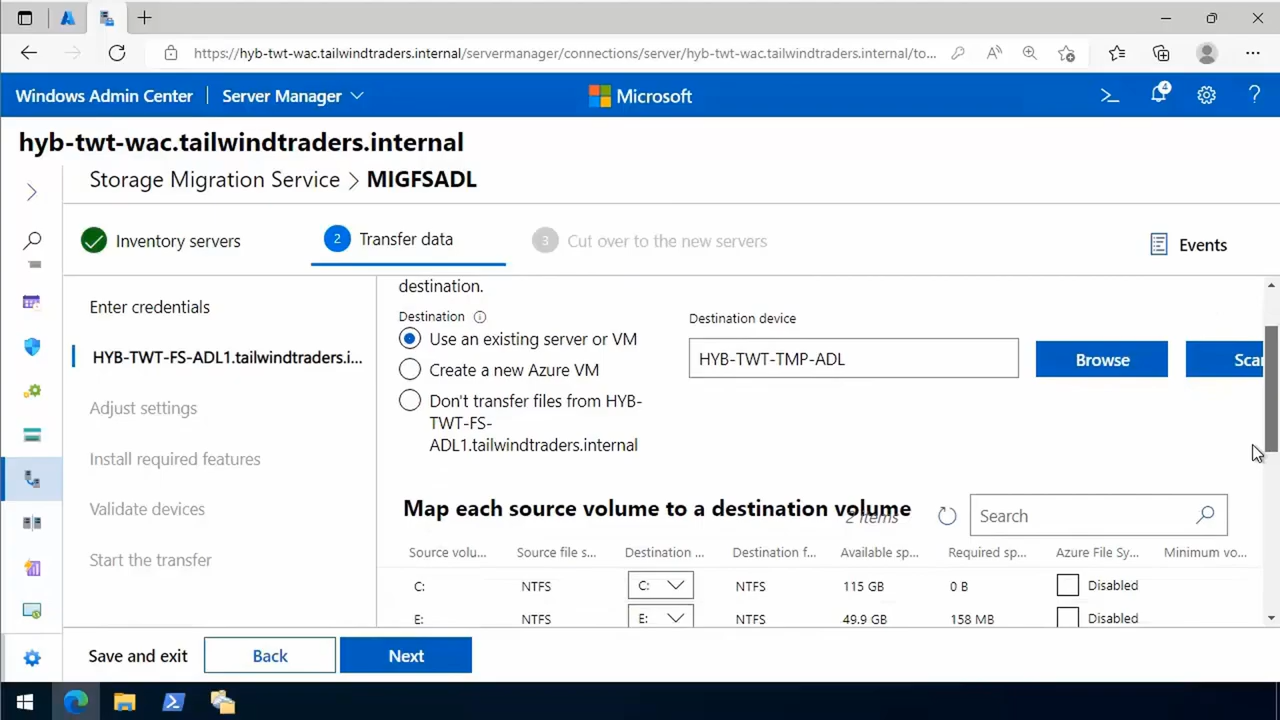 https://hyb-twt-wac.tailwindtraders.internal/servermanager/connections/server/hyb-twt-wac.tailwindtraders.internal/to...
Windows Admin Center | Server Manager
Microsoft
4
hyb-twt-wac.tailwindtraders.internal
Storage Migration Service > MIGFSADL
Inventory servers
2 Transfer data
3 Cut over to the new servers
Events
Enter credentials
HYB-TWT-FS-ADL1.tailwindtraders.i...
Adjust settings
Install required features
Validate devices
Start the transfer
destination.
Destination
Use an existing server or VM
Create a new Azure VM
Don't transfer files from HYB-
TWT-FS-
ADL1.tailwindtraders.internal
Destination device
HYB-TWT-TMP-ADL
Browse
Scan
Map each source volume to a destination volume
2 items
Search
Source volu... Source file s... Destination ... Destination f... Available sp... Required sp... Azure File Sy... Minimum vo...
C: NTFS C: NTFS 115 GB 0 B Disabled
E: NTFS E: NTFS 49.9 GB 158 MB Disabled
Save and exit
Back
Next